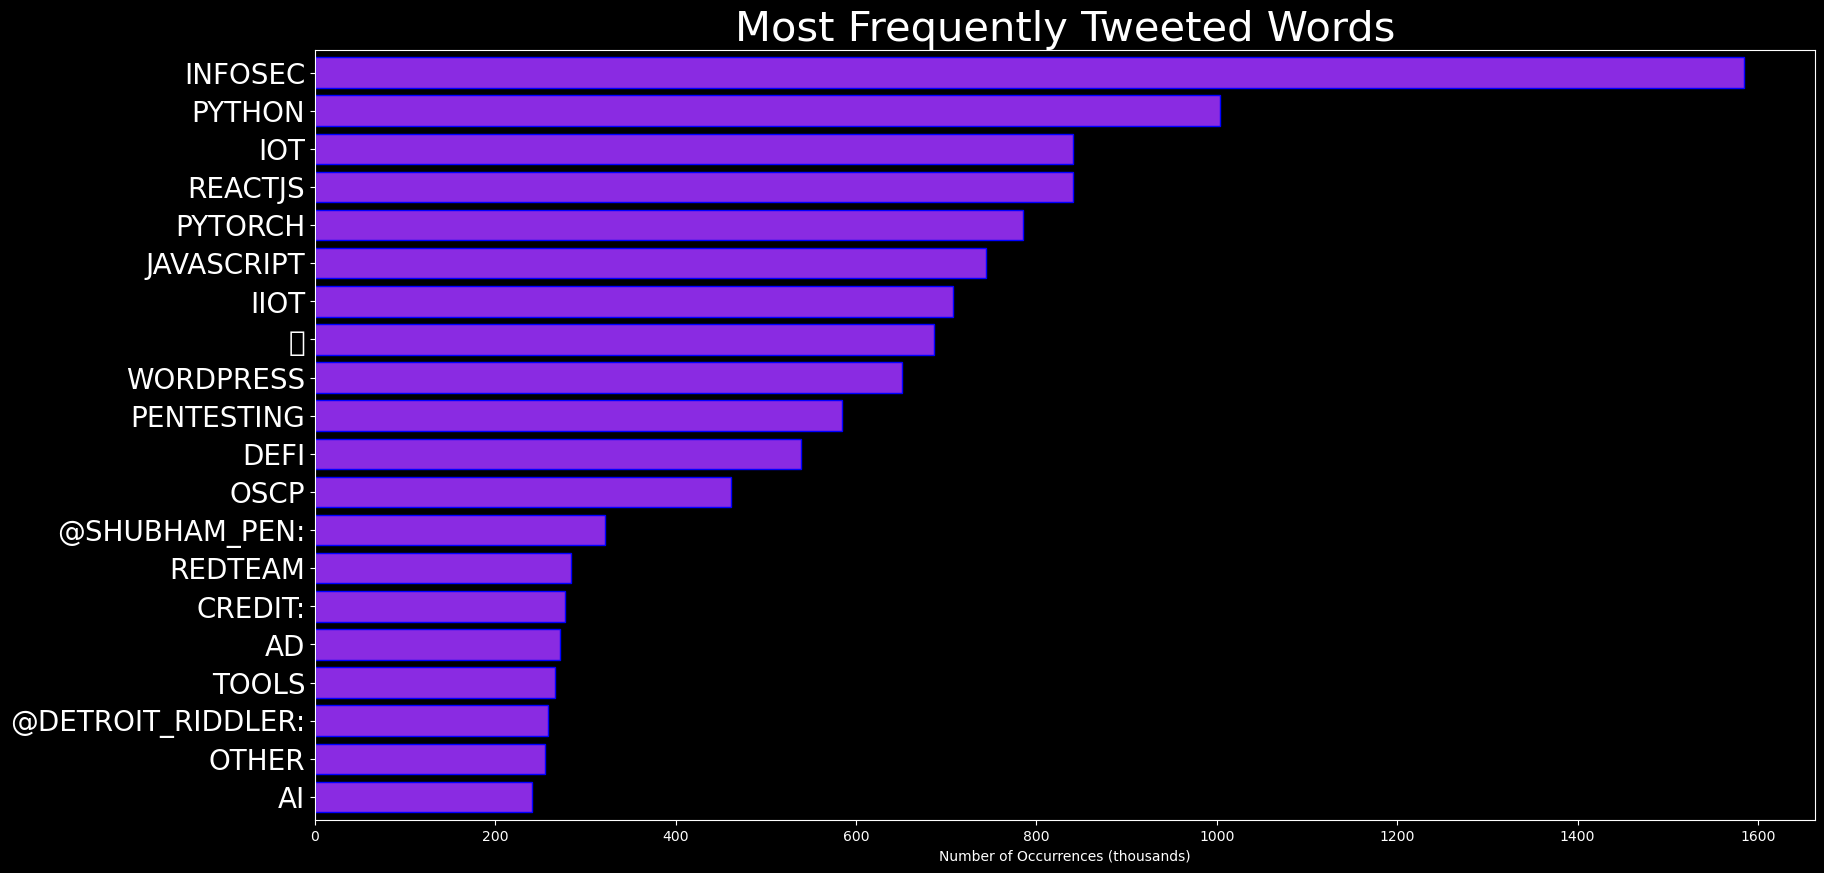 Most Frequently Tweeted Words
INFOSEC
PYTHON
IOT
REACTJS
PYTORCH
JAVASCRIPT
IIOT
WORDPRESS
PENTESTING
DEFI
OSCP
@SHUBHAM_PEN:
REDTEAM
CREDIT:
AD
TOOLS
@DETROIT_RIDDLER:
OTHER
AI
0 200 400 600 800 1000 1200 1400 1600
Number of Occurrences (thousands)